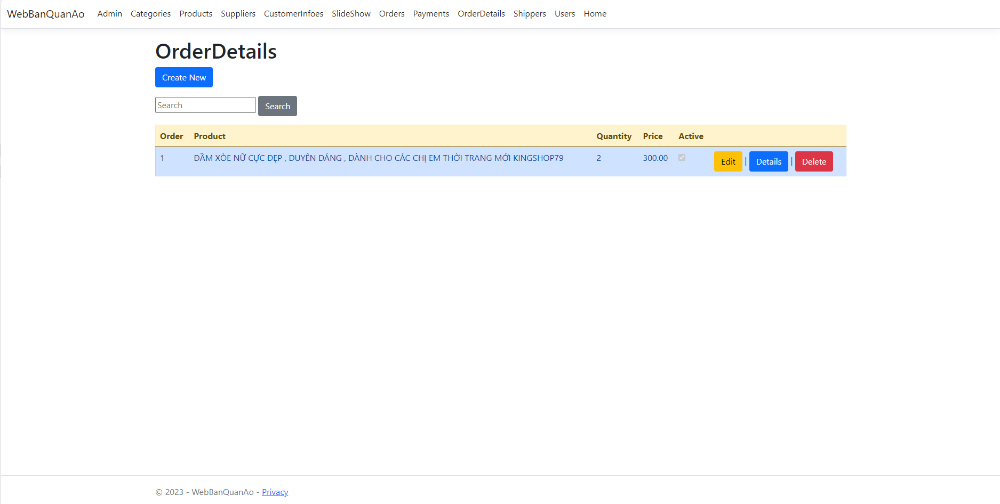 WebBanQuanAo Admin Categories Products Suppliers CustomerInfoes SlideShow Orders Payments OrderDetails Shippers Users Home
OrderDetails
Create New
Search Search
Order Product Quantity Price Active
1 ĐẦM XÒE NỮ CỰC ĐẸP , DUYÊN DÁNG , DÀNH CHO CÁC CHỊ EM THỜI TRANG MỚI KINGSHOP79 2 300.00 Edit | Details | Delete
© 2023 - WebBanQuanAo - Privacy